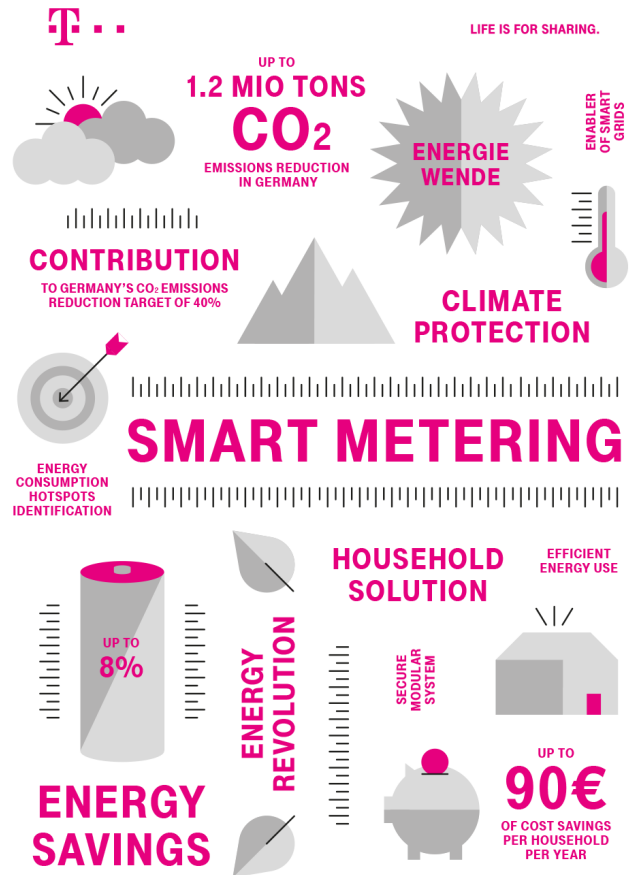 T
LIFE IS FOR SHARING.
UP TO
1.2 MIO TONS
CO₂
EMISSIONS REDUCTION
IN GERMANY
ENERGIE
WENDE
ENABLER
OF SMART
GRIDS
CONTRIBUTION
TO GERMANY'S CO₂ EMISSIONS
REDUCTION TARGET OF 40%
CLIMATE
PROTECTION
SMART METERING
ENERGY
CONSUMPTION
HOTSPOTS
IDENTIFICATION
HOUSEHOLD
SOLUTION
EFFICIENT
ENERGY USE
UP TO
8%
ENERGY
REVOLUTION
SECURE
MODULAR
SYSTEM
ENERGY
SAVINGS
UP TO
90€
OF COST SAVINGS
PER HOUSEHOLD
PER YEAR